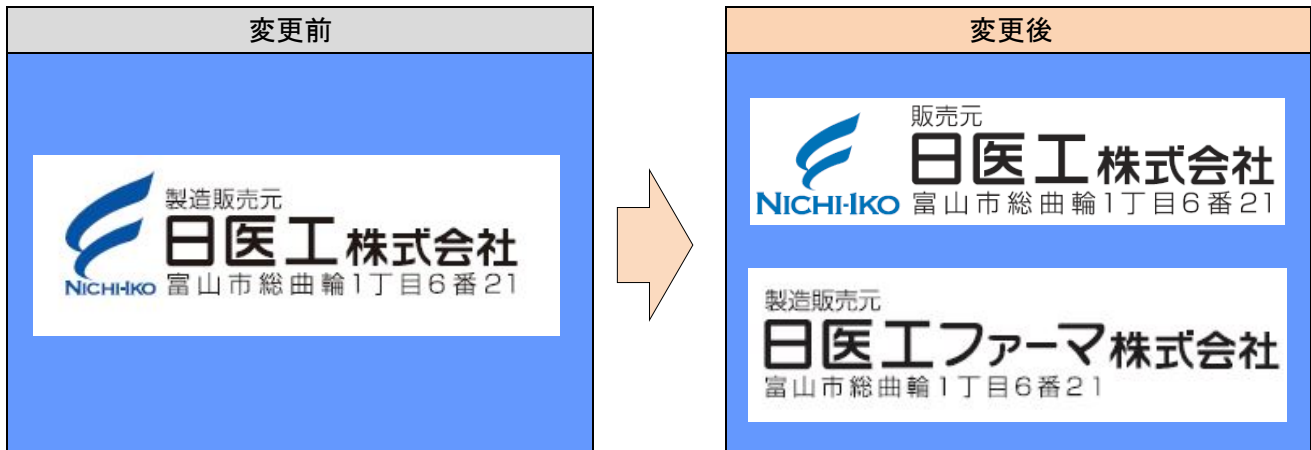 変更前
製造販売元
日医工株式会社
NICHI-IKO
富山市総曲輪1丁目6番21
変更後
販売元
日医工株式会社
NICHI-IKO
富山市総曲輪1丁目6番21
製造販売元
日医工ファーマ株式会社
富山市総曲輪1丁目6番21